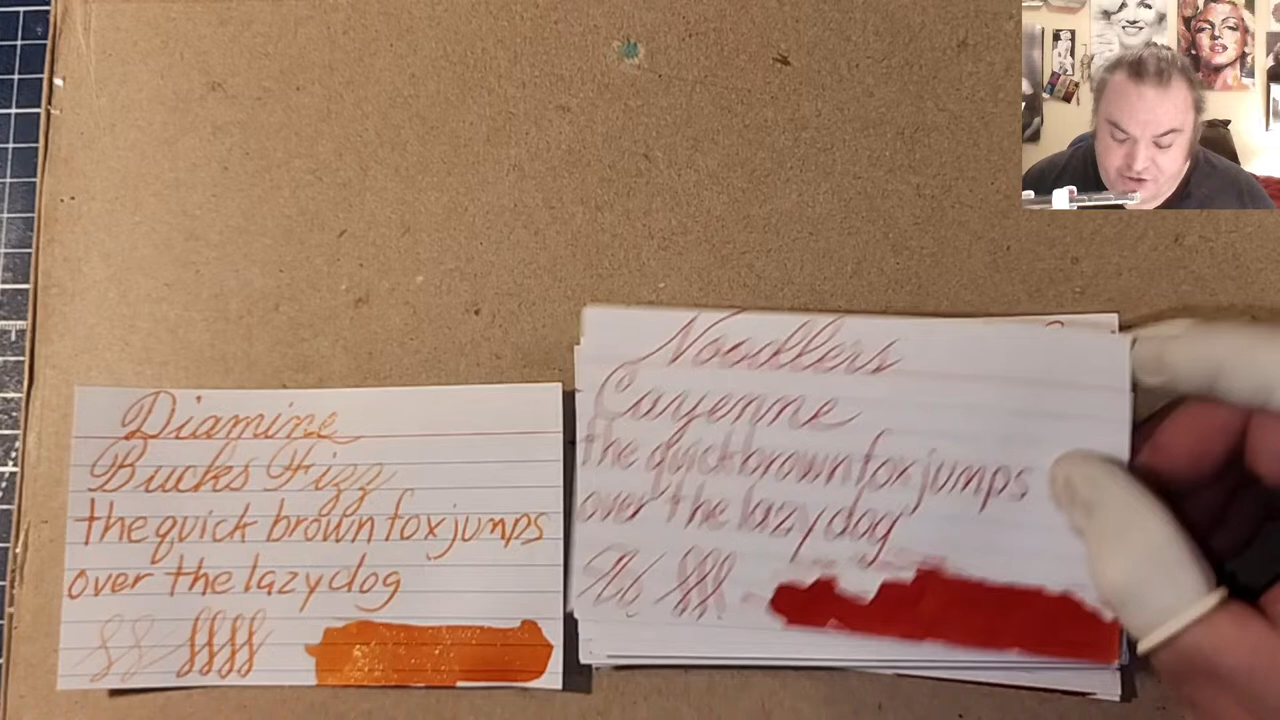 Diamine
Bucks Fizz
the quick brown fox jumps
over the lazy dog
Noodlers
Cayenne
the quick brown fox jumps
over the lazy dog